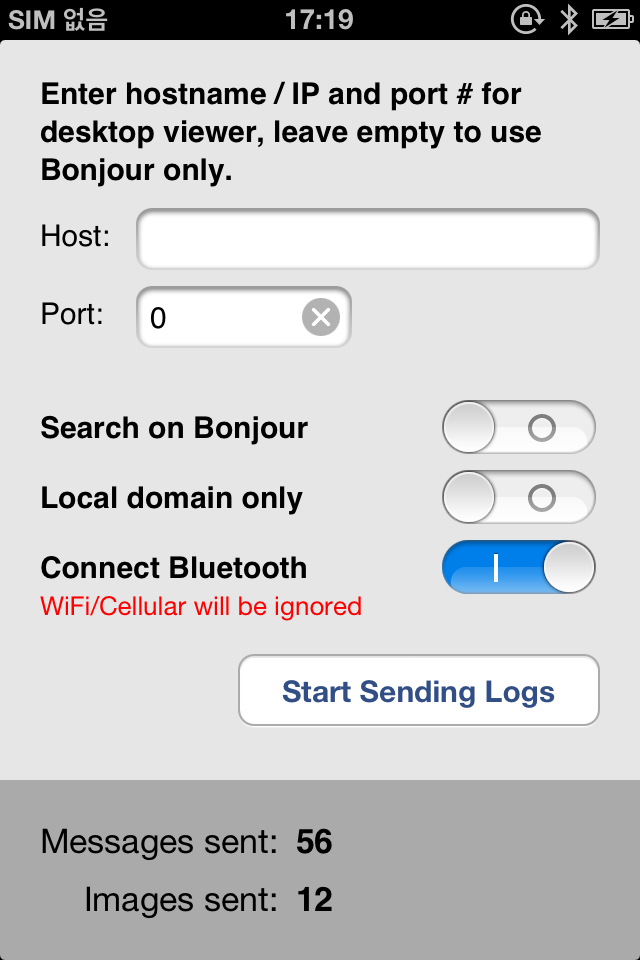 SIM 없음 17:19
Enter hostname / IP and port # for
desktop viewer, leave empty to use
Bonjour only.
Host:
Port: 0
Search on Bonjour
Local domain only
Connect Bluetooth
WiFi/Cellular will be ignored
Start Sending Logs
Messages sent: 56
Images sent: 12